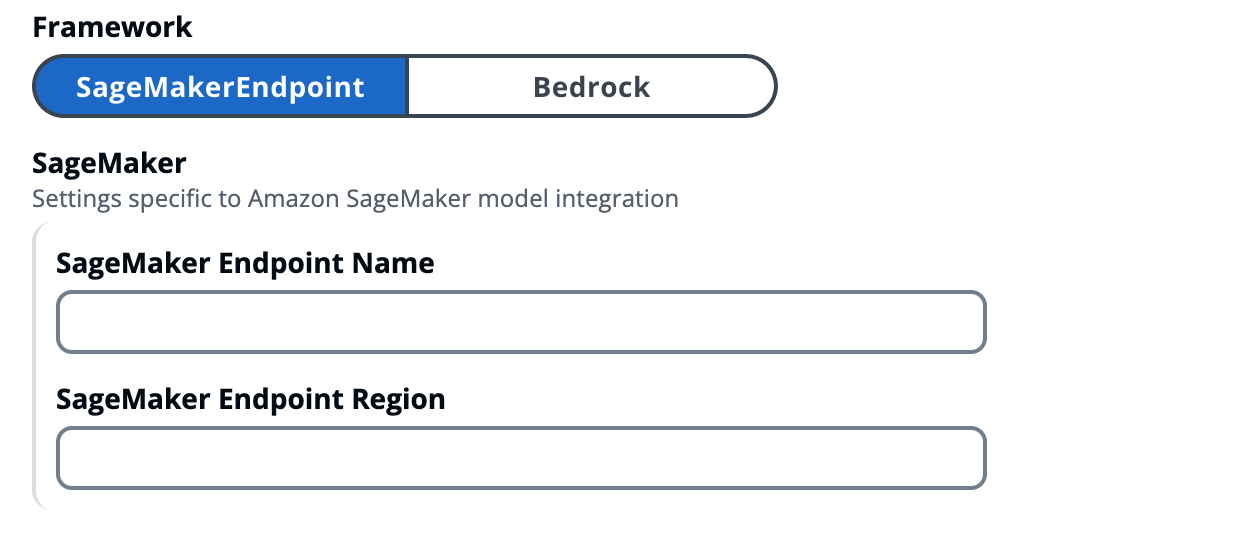 Framework
SageMakerEndpoint Bedrock
SageMaker
Settings specific to Amazon SageMaker model integration
SageMaker Endpoint Name
SageMaker Endpoint Region